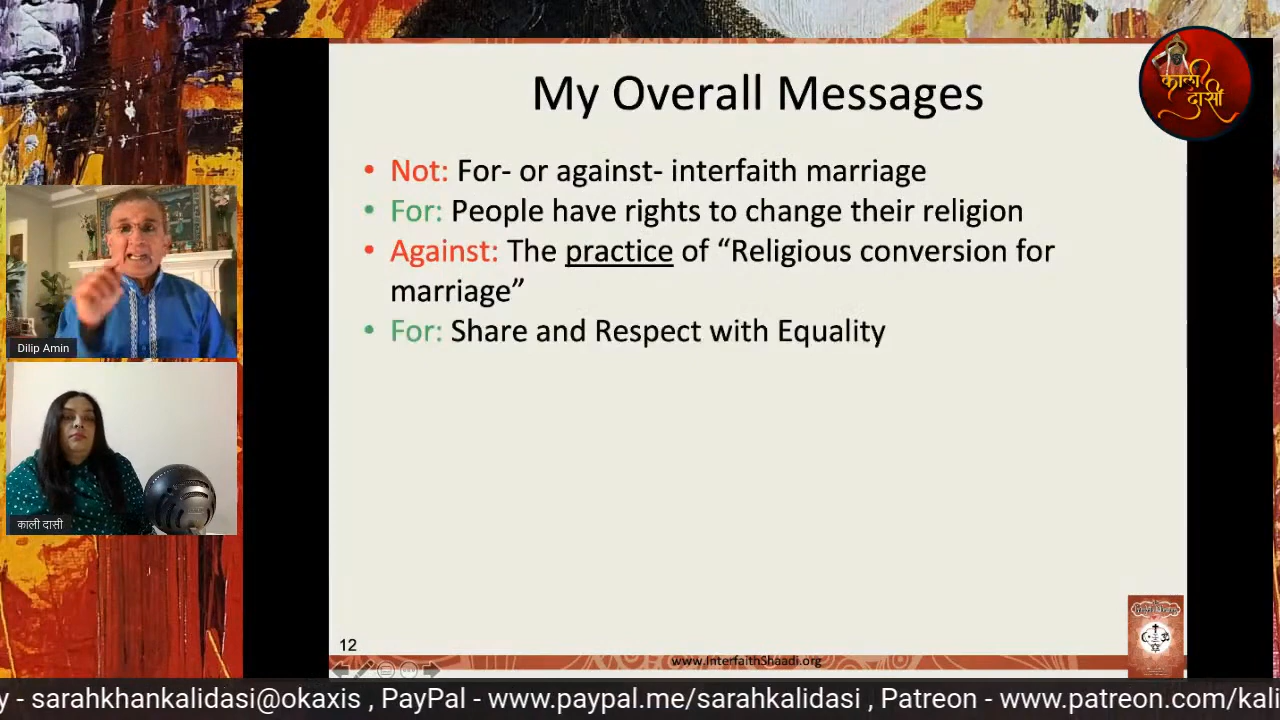 My Overall Messages
काली
दासी
• Not: For- or against- interfaith marriage
• For: People have rights to change their religion
• Against: The practice of “Religious conversion for
marriage”
• For: Share and Respect with Equality
Dilip Amin
काली दासी
12
www.InterfaithShaadi.org
y - sarahkhankalidasi@okaxis , PayPal - www.paypal.me/sarahkalidasi , Patreon - www.patreon.com/kali